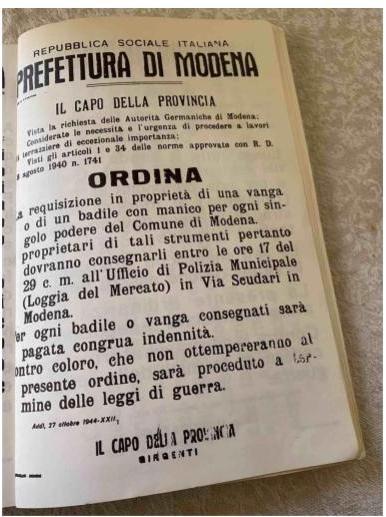 REPUBBLICA SOCIALE ITALIANA
PREFETTURA DI MODENA
IL CAPO DELLA PROVINCIA
Vista la richiesta delle Autorità Germaniche di Modena;
Considerate le necessità e l'urgenza di procedere a lavori
terrazzieri di eccezionale importanza;
Visti gli articoli 1 e 34 delle norme approvate con R. D.
agosto 1940 n. 1741
ORDINA
La requisizione in proprietà di una vanga
o di un badile con manico per ogni sin-
golo podere del Comune di Modena.
proprietari di tali strumenti pertanto
dovranno consegnarli entro le ore 17 del
29 c. m. all'Ufficio di Polizia Municipale
(Loggia del Mercato) in Via Scudari in
Modena.
Per ogni badile o vanga consegnati sarà
pagata congrua indennità.
ontro coloro, che non ottempereranno al
presente ordine, sarà proceduto a ter-
mine delle leggi di guerra.
Addì, 27 ottobre 1944-XXII,
IL CAPO DELLA PROVINCIA